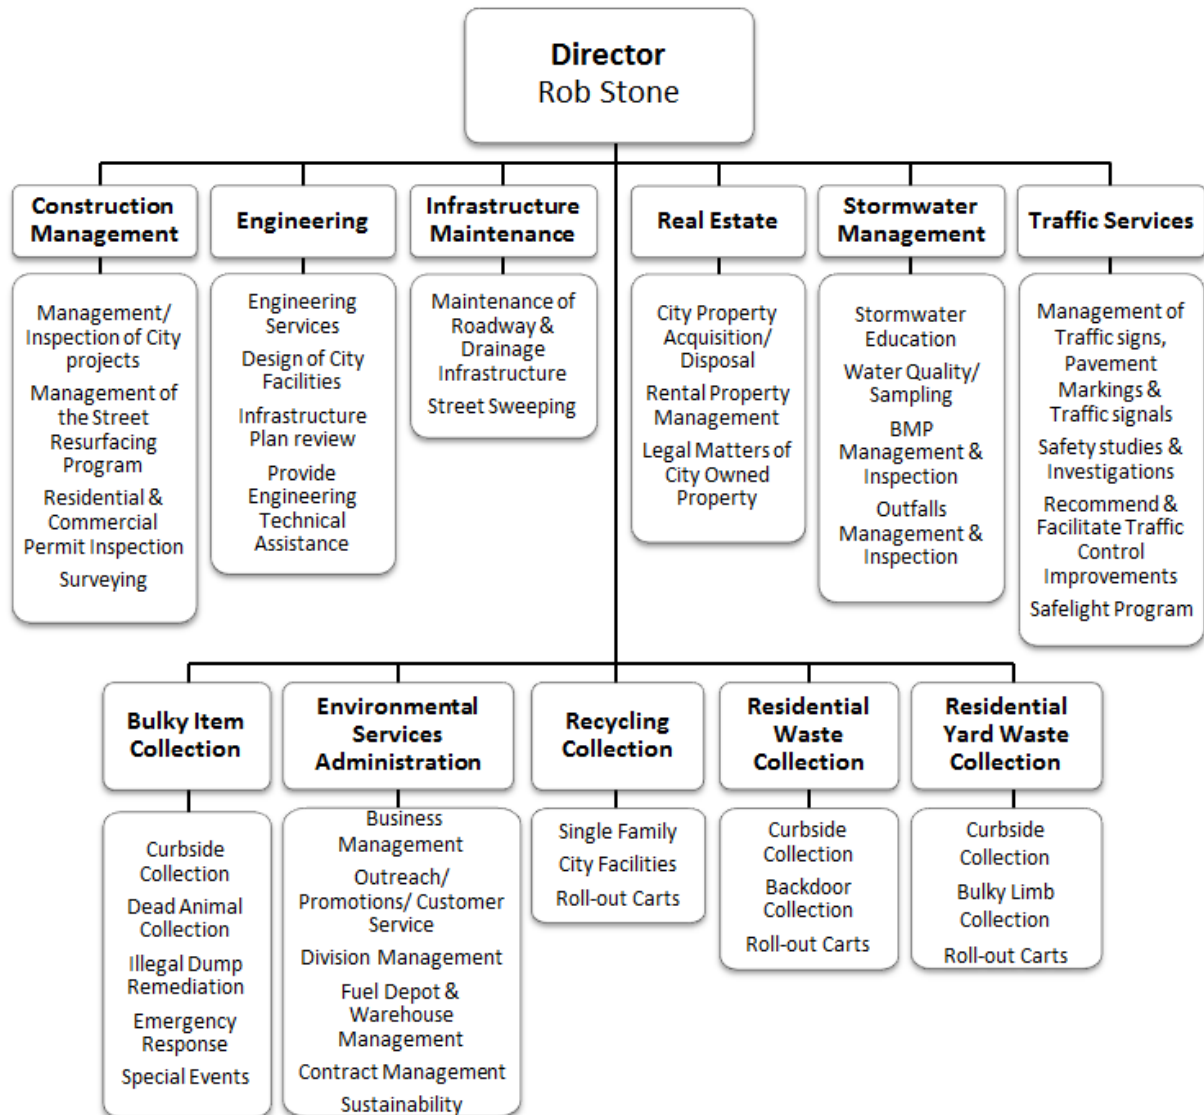 Director
Rob Stone
Construction
Management
Engineering
Infrastructure
Maintenance
Real Estate
Stormwater
Management
Traffic Services
Management/
Inspection of City
projects
Management of
the Street
Resurfacing
Program
Residential &
Commercial
Permit Inspection
Surveying
Engineering
Services
Design of City
Facilities
Infrastructure
Plan review
Provide
Engineering
Technical
Assistance
Maintenance of
Roadway &
Drainage
Infrastructure
Street Sweeping
City Property
Acquisition/
Disposal
Rental Property
Management
Legal Matters of
City Owned
Property
Stormwater
Education
Water Quality/
Sampling
BMP
Management &
Inspection
Outfalls
Management &
Inspection
Management of
Traffic signs,
Pavement
Markings &
Traffic signals
Safety studies &
Investigations
Recommend &
Facilitate Traffic
Control
Improvements
Safelight Program
Bulky Item
Collection
Environmental
Services
Administration
Recycling
Collection
Residential
Waste
Collection
Residential
Yard Waste
Collection
Curbside
Collection
Dead Animal
Collection
Illegal Dump
Remediation
Emergency
Response
Special Events
Business
Management
Outreach/
Promotions/ Customer
Service
Division Management
Fuel Depot &
Warehouse
Management
Contract Management
Sustainability
Single Family
City Facilities
Roll-out Carts
Curbside
Collection
Backdoor
Collection
Roll-out Carts
Curbside
Collection
Bulky Limb
Collection
Roll-out Carts